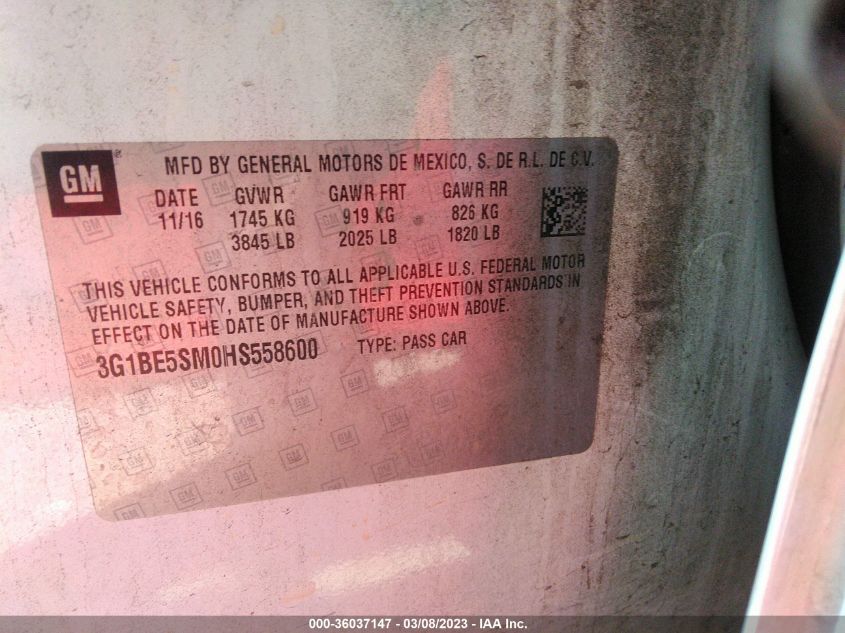 GM
MFD BY GENERAL MOTORS DE MEXICO, S. DE R.L. DE C.V.
DATE GVWR GAWR FRT GAWR RR
11/16 1745 KG 919 KG 826 KG
3845 LB 2025 LB 1820 LB
THIS VEHICLE CONFORMS TO ALL APPLICABLE U.S. FEDERAL MOTOR
VEHICLE SAFETY, BUMPER, AND THEFT PREVENTION STANDARDS IN
EFFECT ON THE DATE OF MANUFACTURE SHOWN ABOVE.
3G1BE5SM0HS558600 TYPE: PASS CAR
000-36037147 - 03/08/2023 - IAA Inc.